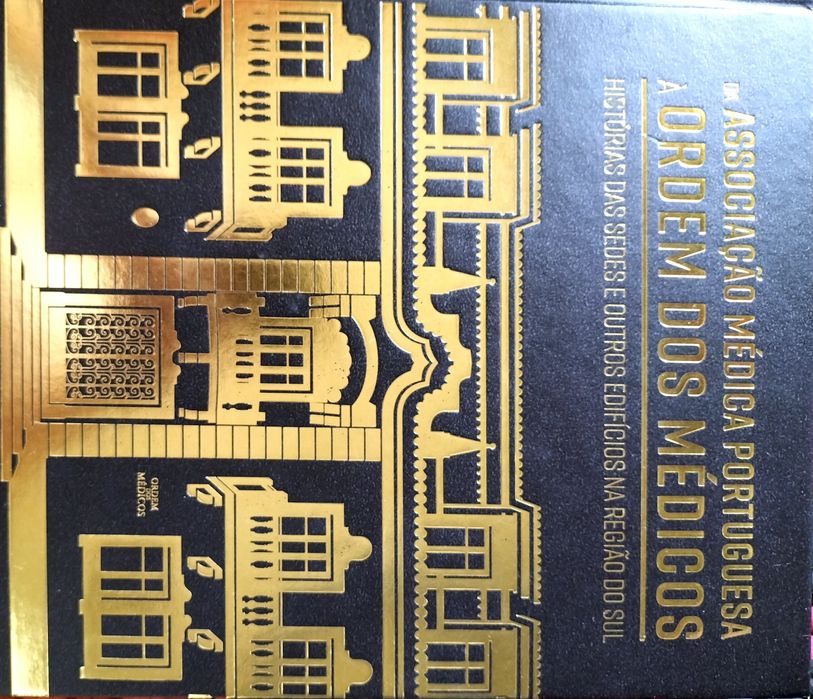 DA ASSOCIAÇÃO MÉDICA PORTUGUESA
A ORDEM DOS MÉDICOS
HISTÓRIAS DAS SEDES E OUTROS EDIFÍCIOS NA REGIÃO DO SUL
ORDEM
DOS
MÉDICOS